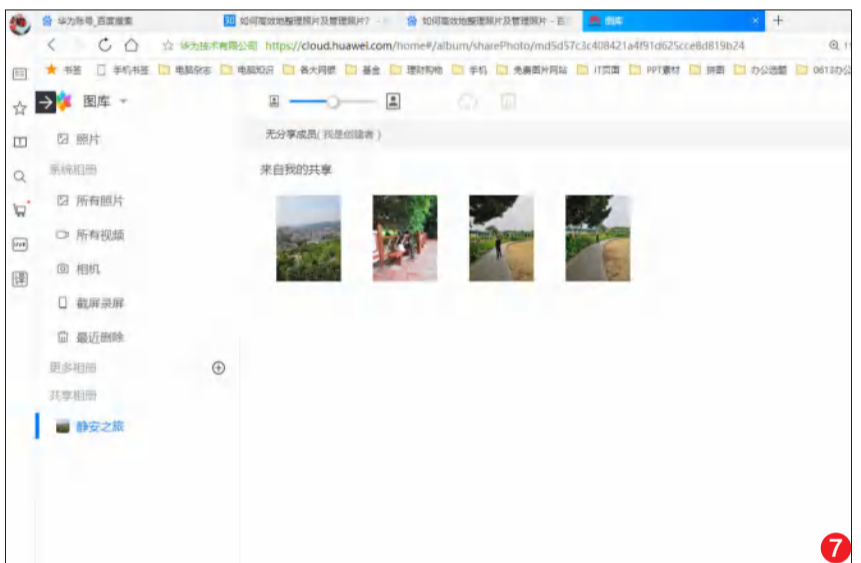 华为账号_百度搜索
如何高效地整理照片及管理照片? -
如何高效地整理照片及管理照片 - 百
图库
华为技术有限公司 https://cloud.huawei.com/home#/album/sharePhoto/md5d57c3c408421a4f91d625cce8d819b24
书签 手机书签 电脑杂志 电脑知识 各大网银 基金 理财购物 手机 免费图片网站 IT页面 PPT素材 拼图 办公选题 0613办公
图库
照片
无分享成员(我是创建者)
系统相册
来自我的共享
所有照片
所有视频
相机
截屏录屏
最近删除
更多相册
共享相册
静安之旅
7